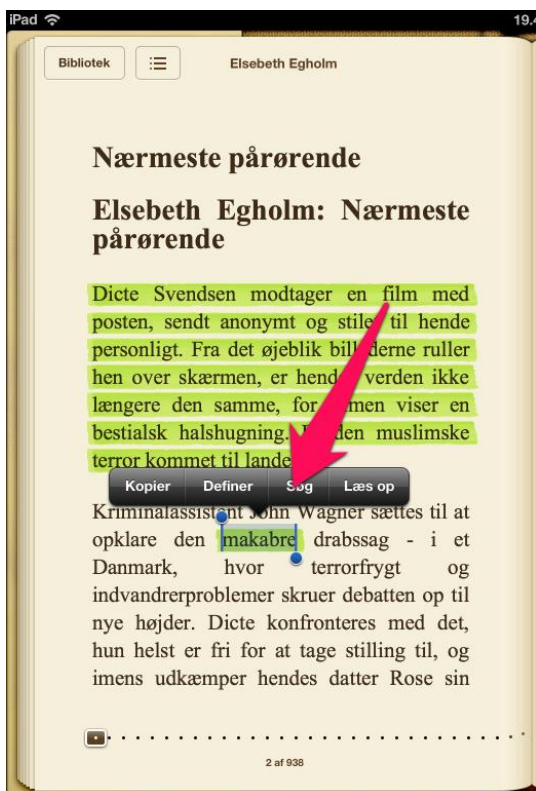 iPad
19.4
Bibliotek
Elsebeth Egholm
Nærmeste pårørende
Elsebeth Egholm: Nærmeste
pårørende
Dicte Svendsen modtager en film med
posten, sendt anonymt og stilet til hende
personligt. Fra det øjeblik billederne ruller
hen over skærmen, er hendes verden ikke
længere den samme, for filmen viser en
bestialsk halshugning. den muslimske
terror kommet til
Kopier Definer Søg Læs op
Kriminalassistent John Wagner sættes til at
opklare den makabre drabssag - i et
Danmark, hvor terrorfrygt og
indvandrerproblemer skruer debatten op til
nye højder. Dicte konfronteres med det,
hun helst er fri for at tage stilling til, og
imens udkæmper hendes datter Rose sin
2 af 938